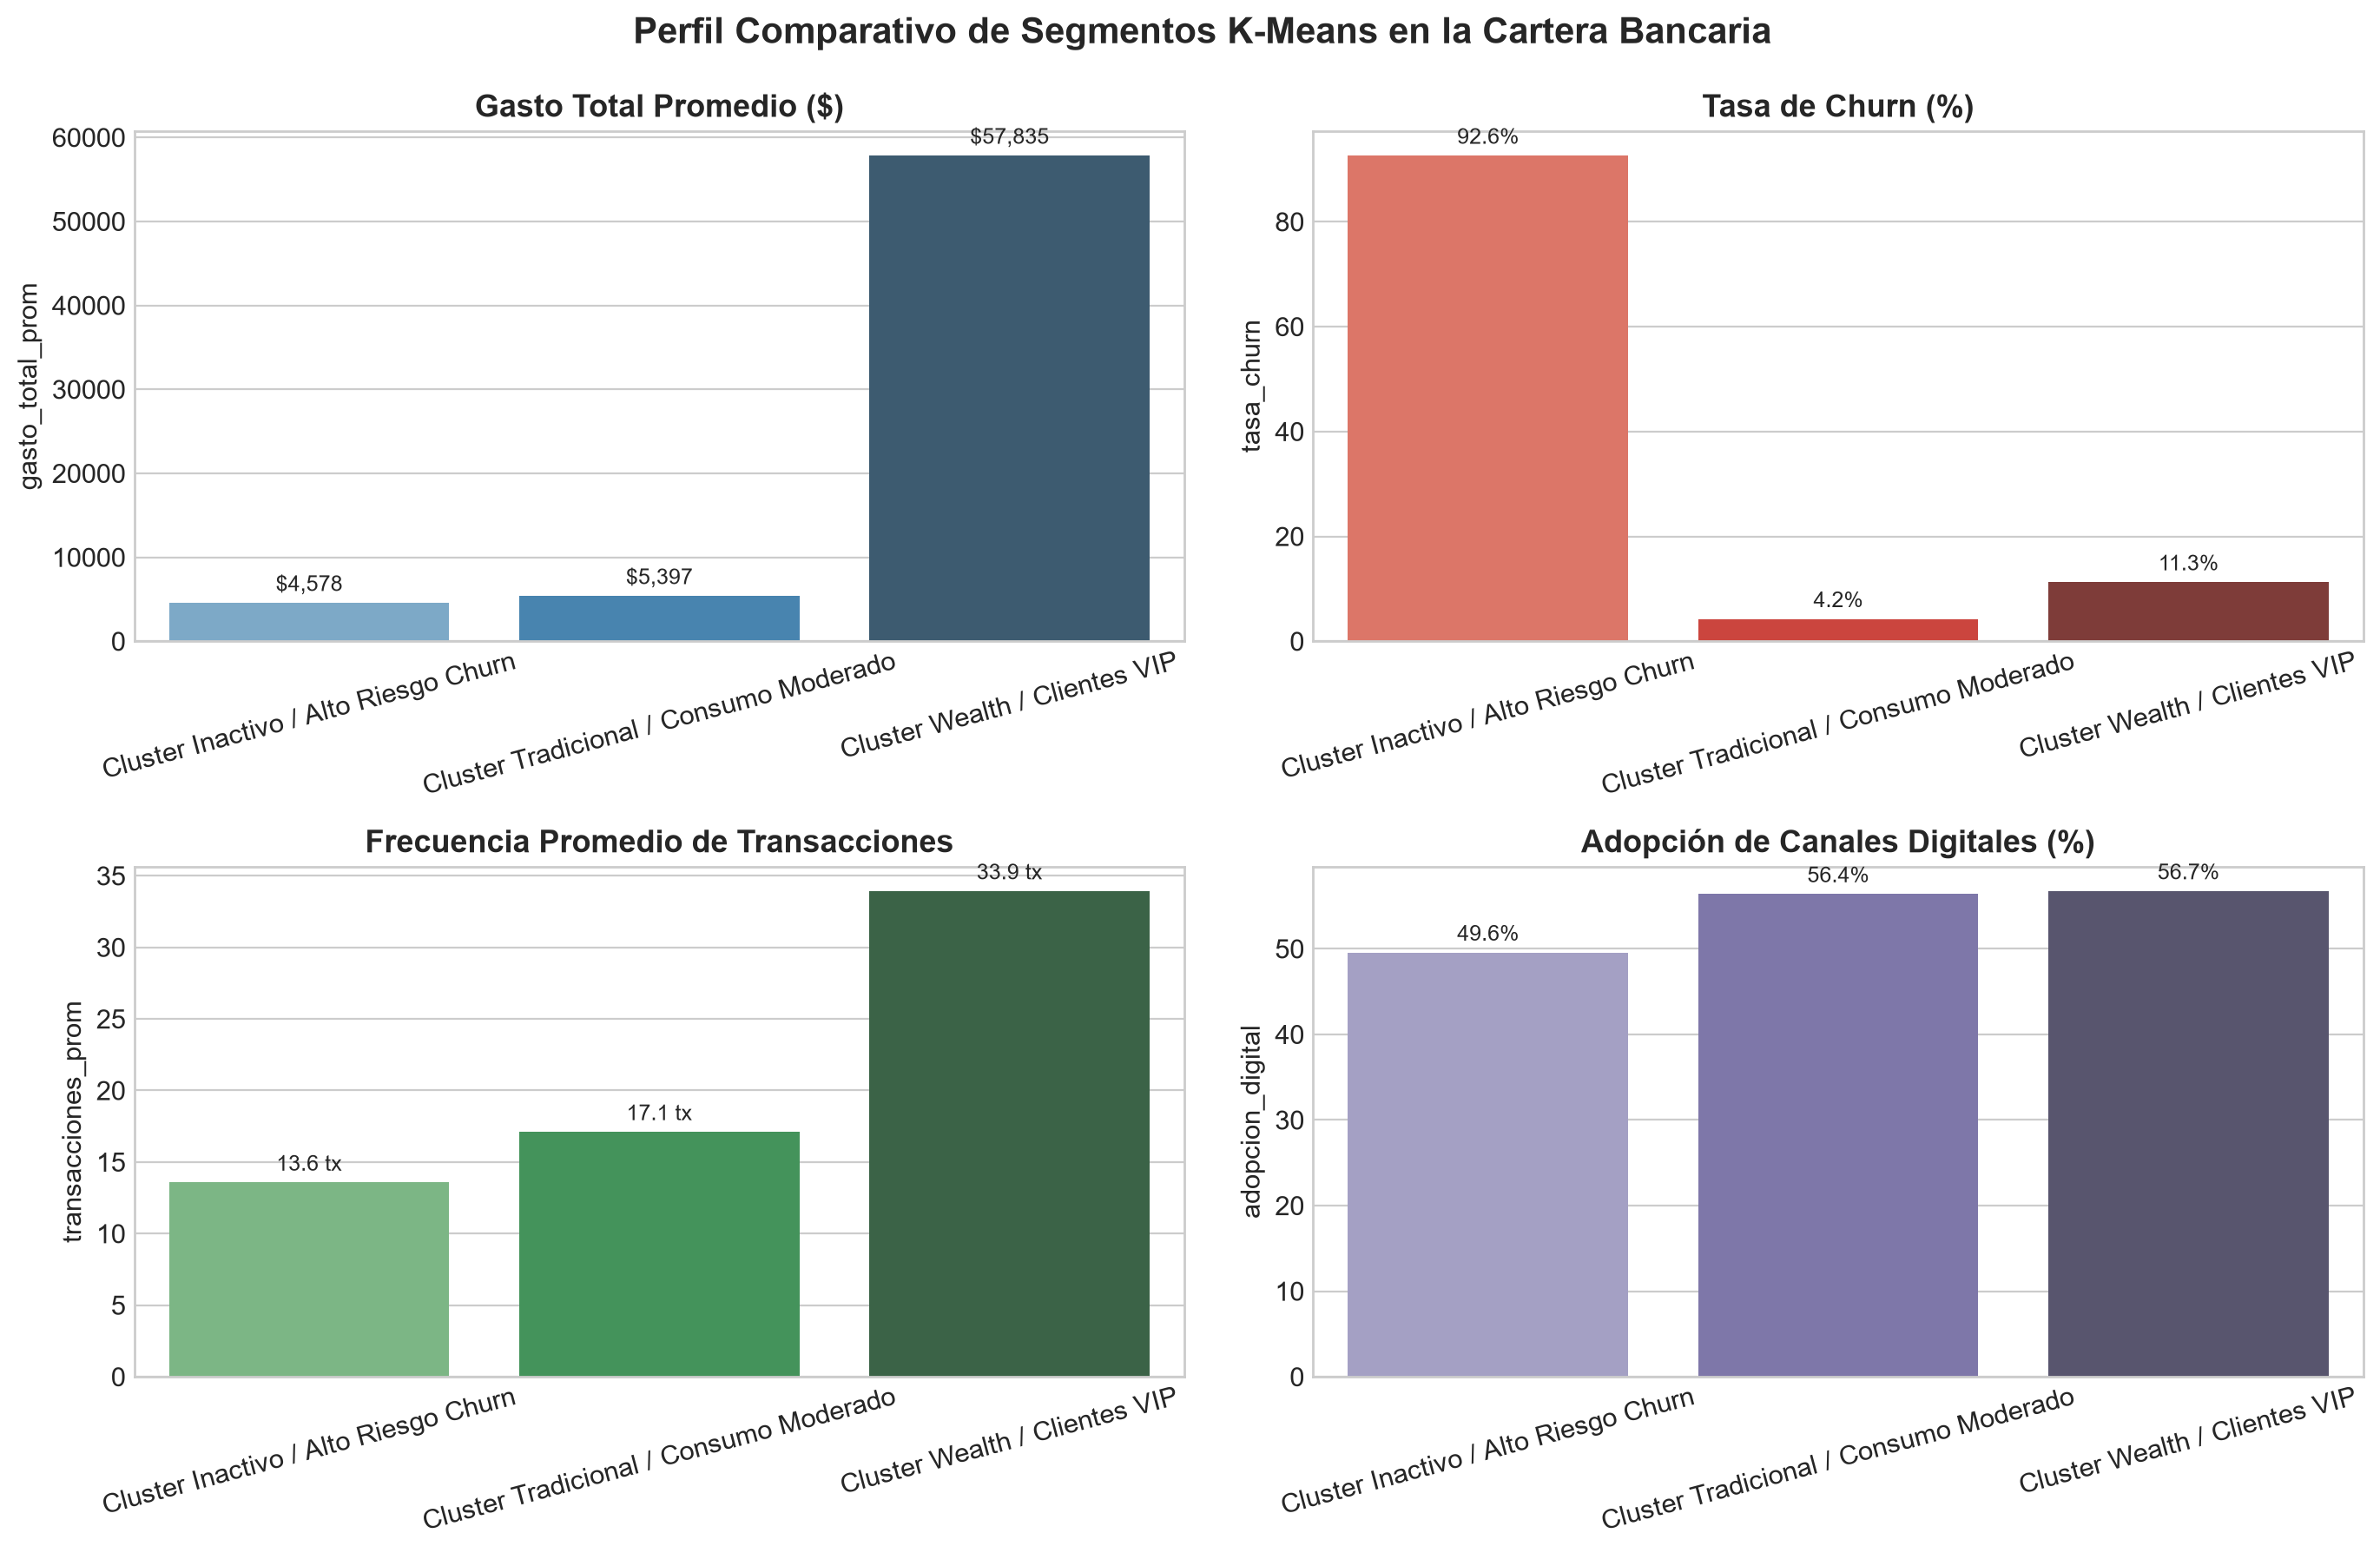 Perfil Comparativo de Segmentos K-Means en la Cartera Bancaria
Gasto Total Promedio ($)
gasto_total_prom
60000
50000
40000
30000
20000
10000
0
$4,578
$5,397
$57,835
Cluster Inactivo / Alto Riesgo Churn
Cluster Tradicional / Consumo Moderado
Cluster Wealth / Clientes VIP
Tasa de Churn (%)
tasa_churn
80
60
40
20
0
92.6%
4.2%
11.3%
Cluster Inactivo / Alto Riesgo Churn
Cluster Tradicional / Consumo Moderado
Cluster Wealth / Clientes VIP
Frecuencia Promedio de Transacciones
transacciones_prom
35
30
25
20
15
10
5
0
13.6 tx
17.1 tx
33.9 tx
Cluster Inactivo / Alto Riesgo Churn
Cluster Tradicional / Consumo Moderado
Cluster Wealth / Clientes VIP
Adopción de Canales Digitales (%)
adopcion_digital
50
40
30
20
10
0
49.6%
56.4%
56.7%
Cluster Inactivo / Alto Riesgo Churn
Cluster Tradicional / Consumo Moderado
Cluster Wealth / Clientes VIP